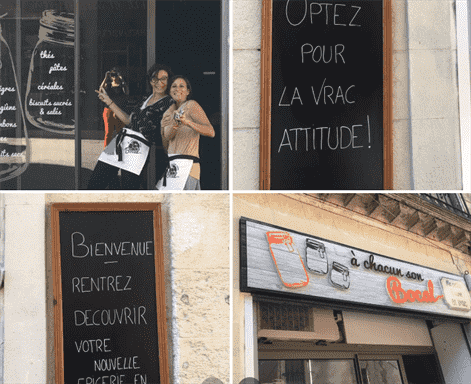 thés
pâtes
céréales
biscuits sucrés
& salés
OPTEZ
POUR
LA VRAC
ATTITUDE!
BIENVENUE
RENTREZ
DECOUVRIR
VOTRE
NOUVELLE
EPICERIE EN
à chacun son
Bocal